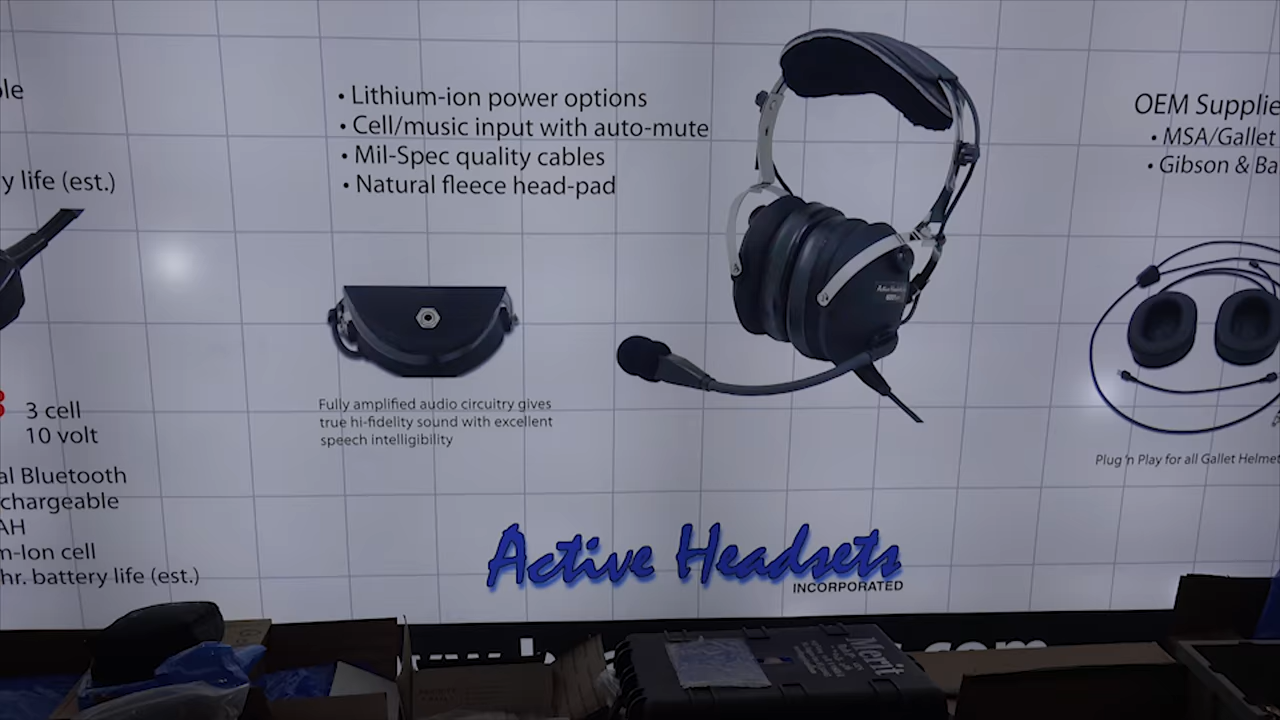 y life (est.)
3 cell
10 volt
al Bluetooth
chargeable
AH
hr. battery life (est.)
• Lithium-ion power options
• Cell/music input with auto-mute
• Mil-Spec quality cables
• Natural fleece head-pad
Fully amplified audio circuitry gives
true hi-fidelity sound with excellent
speech intelligibility
Active Headsets
OEM Supplie
• MSA/Gallet
• Gibson & Ba
Plug 'n Play for all Gallet Helmet
Active Headsets
INCORPORATED
Merit